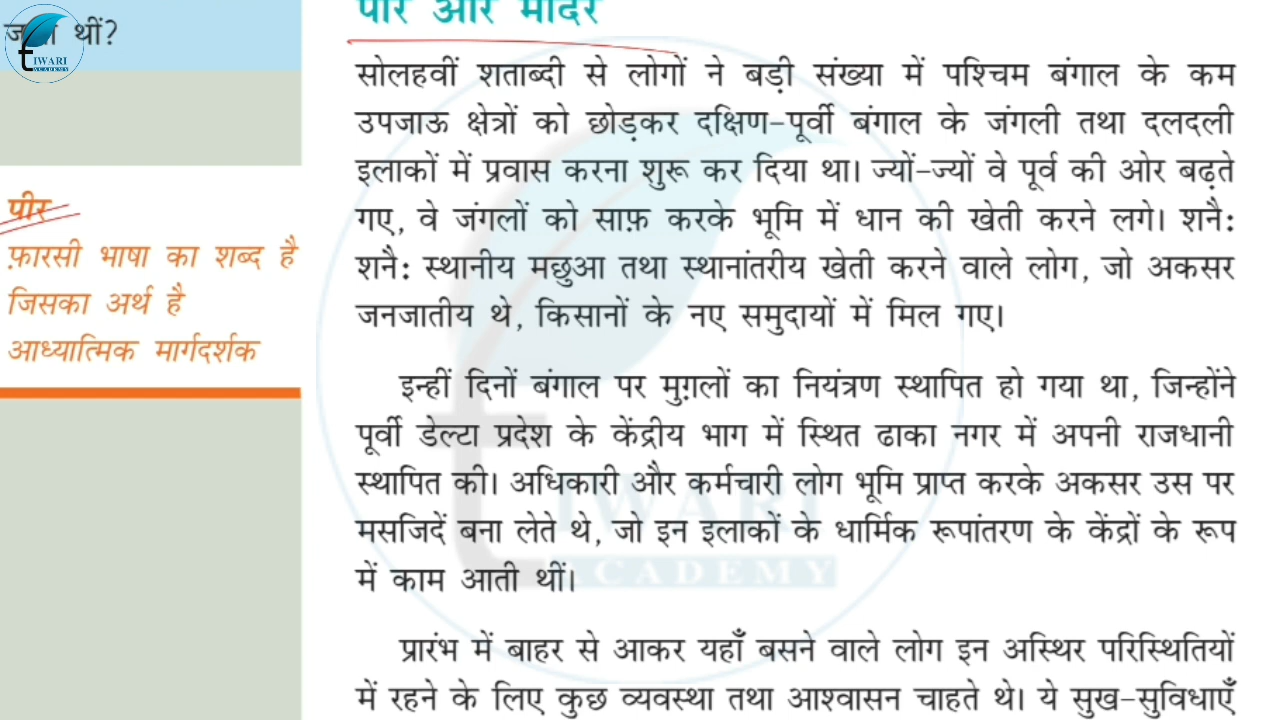 थीं?
TIWARI
पीर और मंदिर
सोलहवीं शताब्दी से लोगों ने बड़ी संख्या में पश्चिम बंगाल के कम
उपजाऊ क्षेत्रों को छोड़कर दक्षिण-पूर्वी बंगाल के जंगली तथा दलदली
इलाकों में प्रवास करना शुरू कर दिया था। ज्यों-ज्यों वे पूर्व की ओर बढ़ते
गए, वे जंगलों को साफ़ करके भूमि में धान की खेती करने लगे। शनै:
शनै: स्थानीय मछुआ तथा स्थानांतरीय खेती करने वाले लोग, जो अकसर
जनजातीय थे, किसानों के नए समुदायों में मिल गए।
इन्हीं दिनों बंगाल पर मुग़लों का नियंत्रण स्थापित हो गया था, जिन्होंने
पूर्वी डेल्टा प्रदेश के केंद्रीय भाग में स्थित ढाका नगर में अपनी राजधानी
स्थापित की। अधिकारी और कर्मचारी लोग भूमि प्राप्त करके अकसर उस पर
मसजिदें बना लेते थे, जो इन इलाकों के धार्मिक रूपांतरण के केंद्रों के रूप
में काम आती थीं।
प्रारंभ में बाहर से आकर यहाँ बसने वाले लोग इन अस्थिर परिस्थितियों
में रहने के लिए कुछ व्यवस्था तथा आश्वासन चाहते थे। ये सुख-सुविधाएँ
पीर
फ़ारसी भाषा का शब्द है
जिसका अर्थ है
आध्यात्मिक मार्गदर्शक
TIWARI
ACADEMY